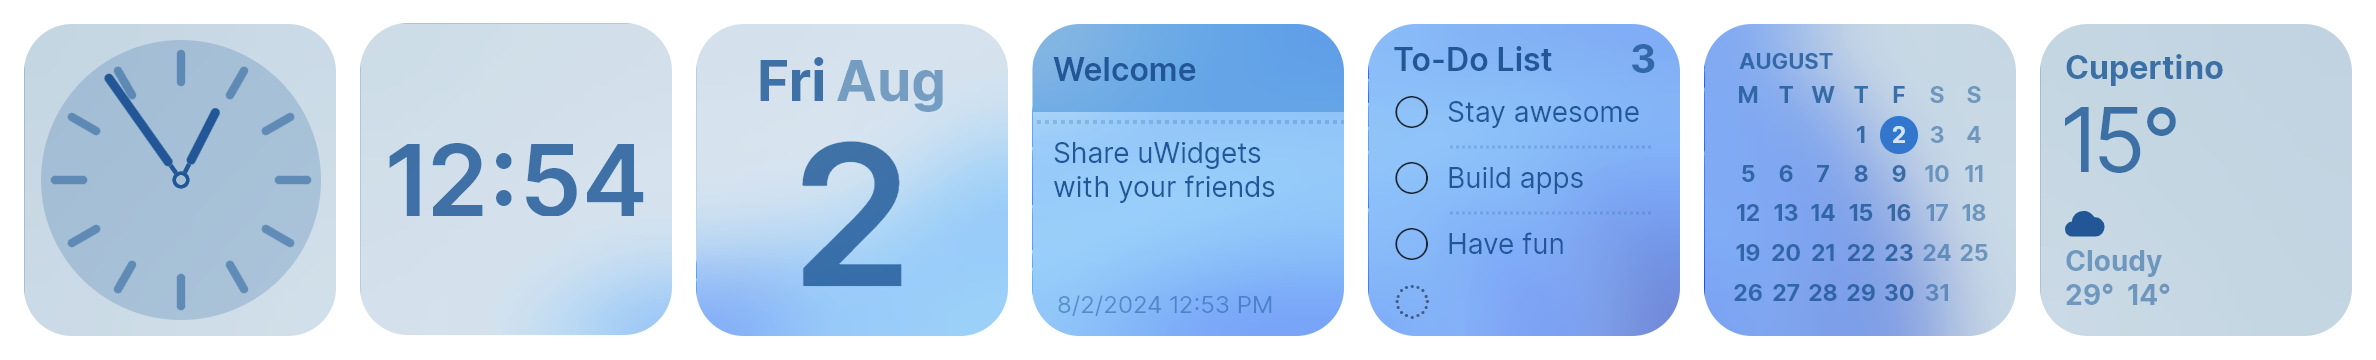 12:54
Fri Aug
2
Welcome
Share uWidgets
with your friends
8/2/2024 12:53 PM
To-Do List 3
Stay awesome
Build apps
Have fun
AUGUST
M T W T F S S
1 2 3 4
5 6 7 8 9 10 11
12 13 14 15 16 17 18
19 20 21 22 23 24 25
26 27 28 29 30 31
Cupertino
15°
Cloudy
29° 14°